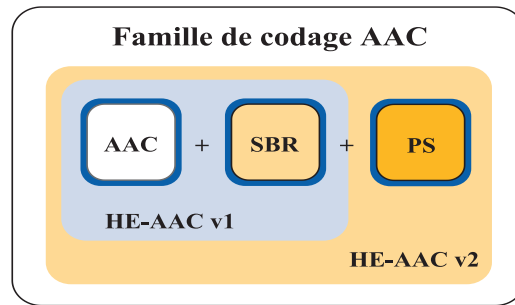 Famille de codage AAC
AAC + SBR + PS
HE-AAC v1
HE-AAC v2